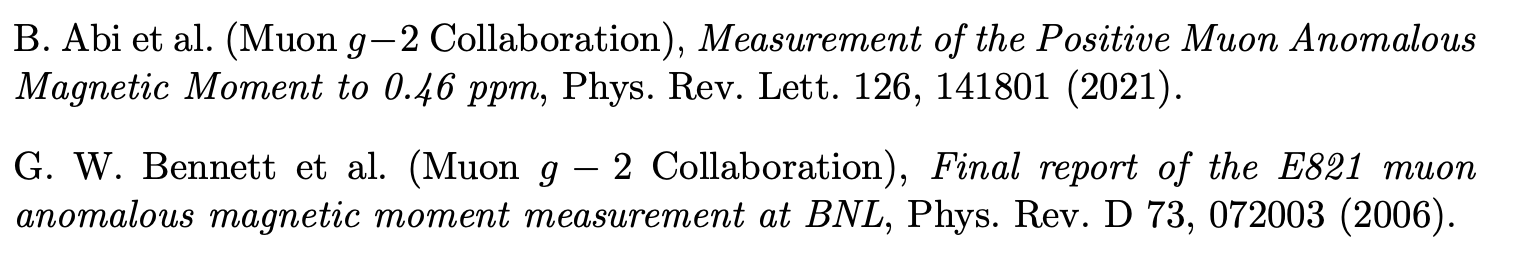 B. Abi et al. (Muon g−2 Collaboration), Measurement of the Positive Muon Anomalous
Magnetic Moment to 0.46 ppm, Phys. Rev. Lett. 126, 141801 (2021).
G. W. Bennett et al. (Muon g − 2 Collaboration), Final report of the E821 muon
anomalous magnetic moment measurement at BNL, Phys. Rev. D 73, 072003 (2006).